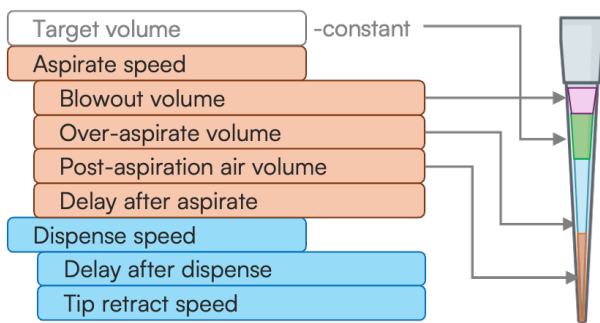 Target volume -constant
Aspirate speed
Blowout volume
Over-aspirate volume
Post-aspiration air volume
Delay after aspirate
Dispense speed
Delay after dispense
Tip retract speed